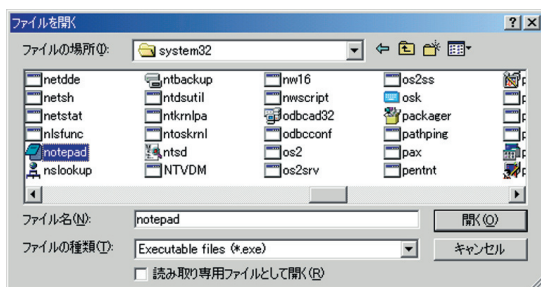 ファイルを開く
ファイルの場所(I):
system32
netdde
netsh
netstat
nlsfunc
notepad
nslookup
ntbackup
ntdsutil
ntkrnlpa
ntoskrnl
ntsd
NTVDM
nw16
nwscript
odbcad32
odbcconf
os2
os2srv
os2ss
osk
packager
pathping
pax
pentnt
ファイル名(N):
notepad
開く(O)
ファイルの種類(T):
Executable files (*.exe)
キャンセル
読み取り専用ファイルとして開く(R)